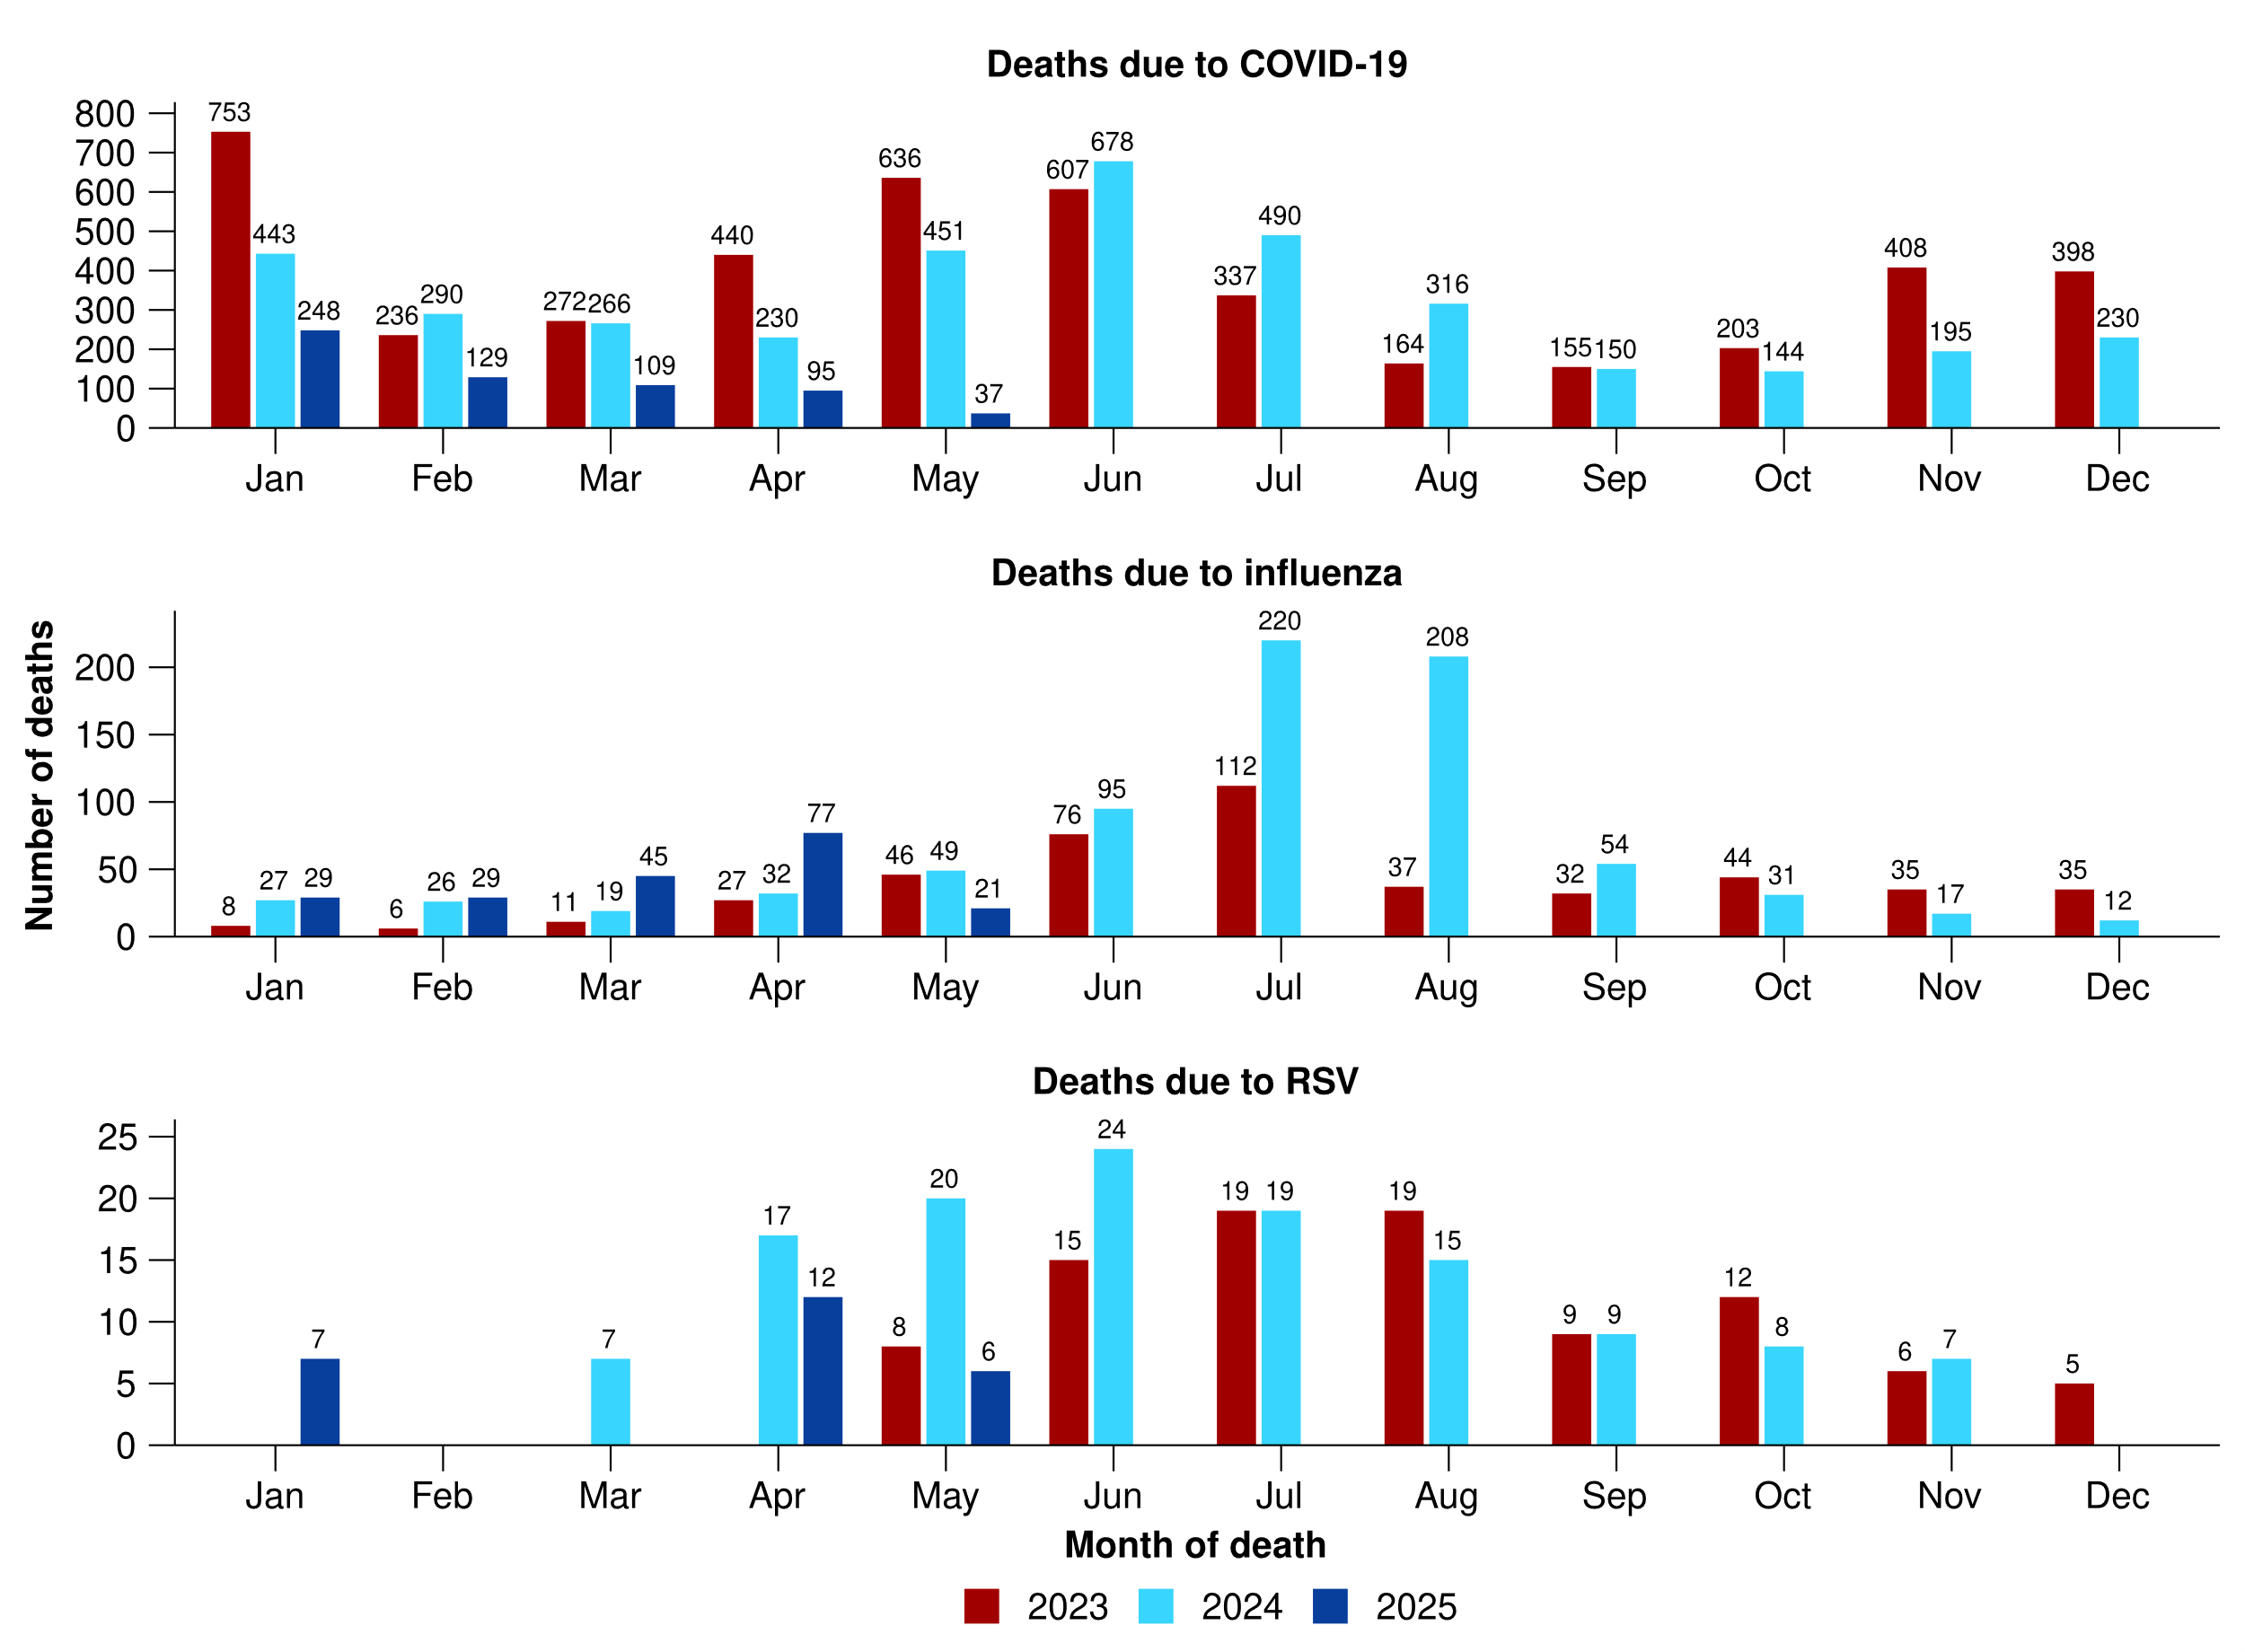 Deaths due to COVID-19
800
700
600
500
400
300
200
100
0
753 443 248 236 290 129 272 266 109 440 230 95 636 451 37 607 678 337 490 164 316 155 150 203 144 408 195 398 230
Jan Feb Mar Apr May Jun Jul Aug Sep Oct Nov Dec
Number of deaths
Deaths due to influenza
200
150
100
50
0
8 27 29 6 26 29 11 19 45 27 32 77 46 49 21 76 95 112 220 37 208 32 54 44 31 35 17 35 12
Jan Feb Mar Apr May Jun Jul Aug Sep Oct Nov Dec
Deaths due to RSV
25
20
15
10
5
0
7 7 17 12 8 20 6 15 24 19 19 19 15 9 9 12 8 6 7 5
Jan Feb Mar Apr May Jun Jul Aug Sep Oct Nov Dec
Month of death
2023 2024 2025